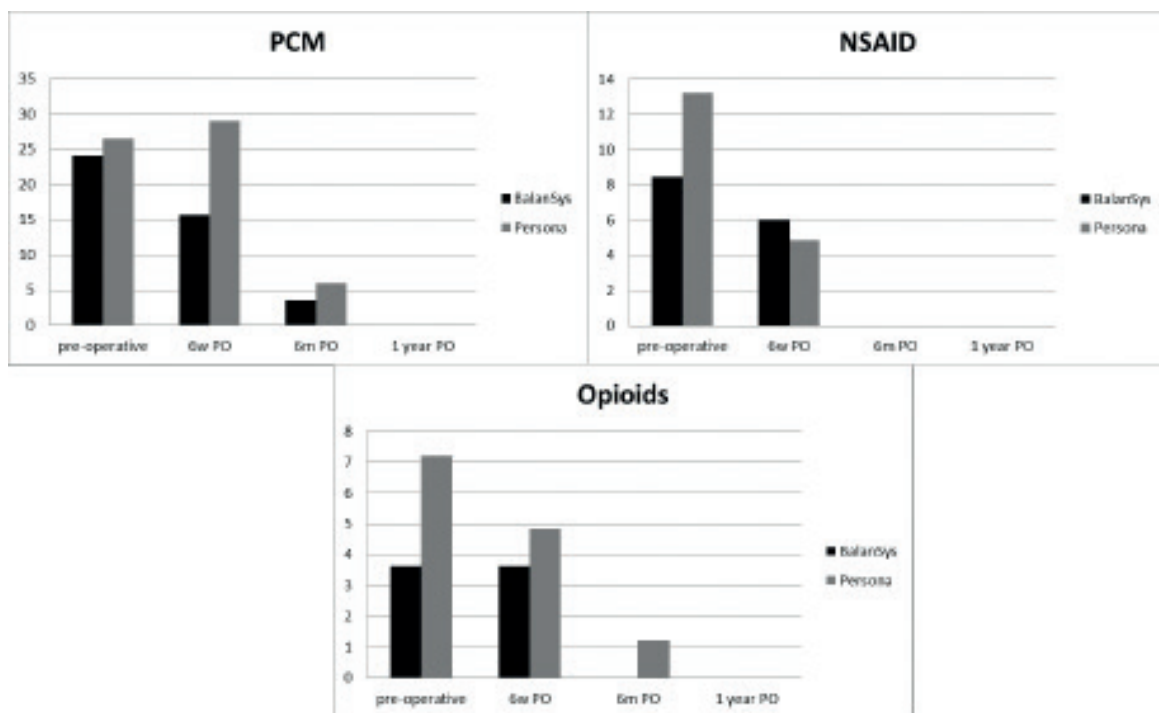 PCM
35
30
25
20
15
10
5
0
pre-operative 6w PO 6m PO 1 year PO
BalanSys
Persona
NSAID
14
12
10
8
6
4
2
0
pre-operative 6w PO 6m PO 1 year PO
BalanSys
Persona
Opioids
8
7
6
5
4
3
2
1
0
pre-operative 6w PO 6m PO 1 year PO
BalanSys
Persona